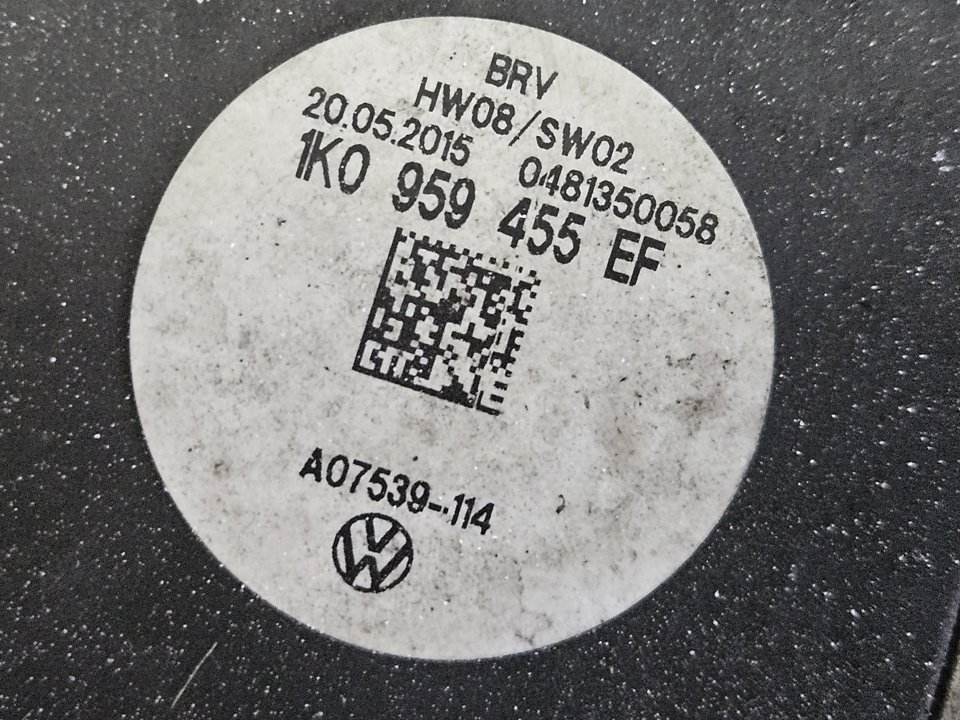 BRV
HW08/SW02
20.05.2015 0481350058
1K0 959 455 EF
A07539-114